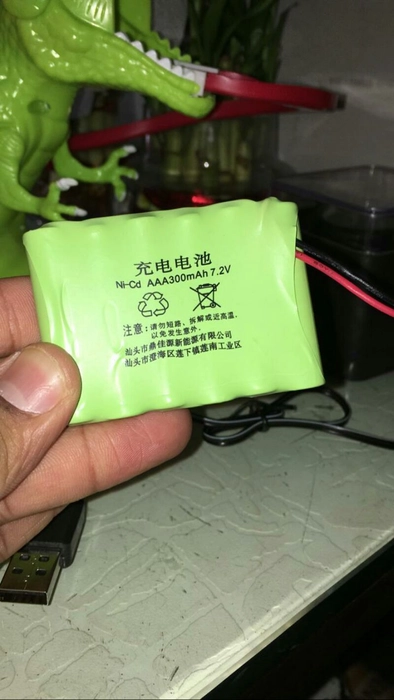 充电电池
Ni-Cd AAA300mAh 7.2V
注意：请勿短路、拆解或近高温，
以免发生意外.
汕头市鼎佳源新能源有限公司
汕头市澄海区莲下镇莲南工业区